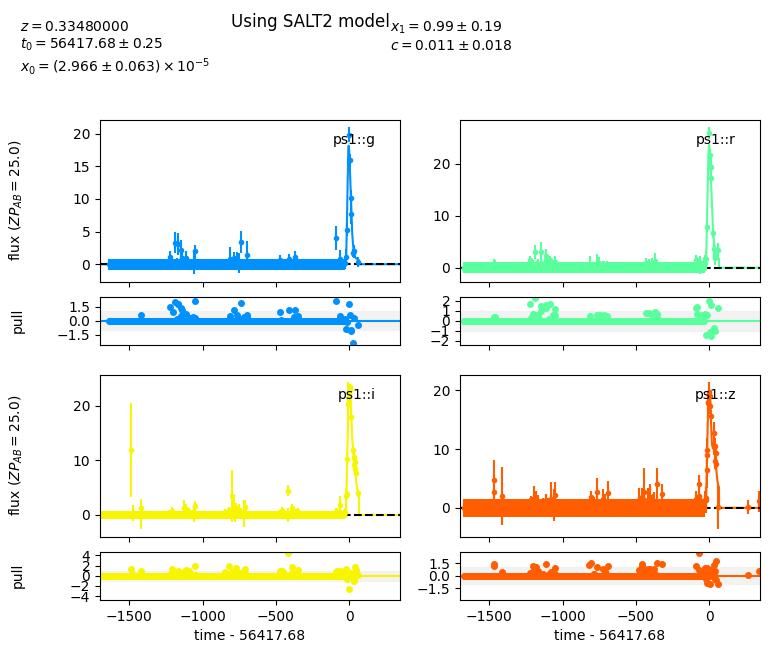 Using SALT2 model
z = 0.33480000
t₀ = 56417.68 ± 0.25
x₀ = (2.966 ± 0.063) × 10⁻⁵
x₁ = 0.99 ± 0.19
c = 0.011 ± 0.018
flux (ZP_AB = 25.0)
20
15
10
5
0
ps1::g
20
10
0
ps1::r
pull
1.5
0.0
−1.5
2
1
0
−1
−2
flux (ZP_AB = 25.0)
20
10
0
ps1::i
20
10
0
ps1::z
pull
4
2
0
−2
−4
1.5
0.0
−1.5
−1500 −1000 −500 0
−1500 −1000 −500 0
time - 56417.68
time - 56417.68